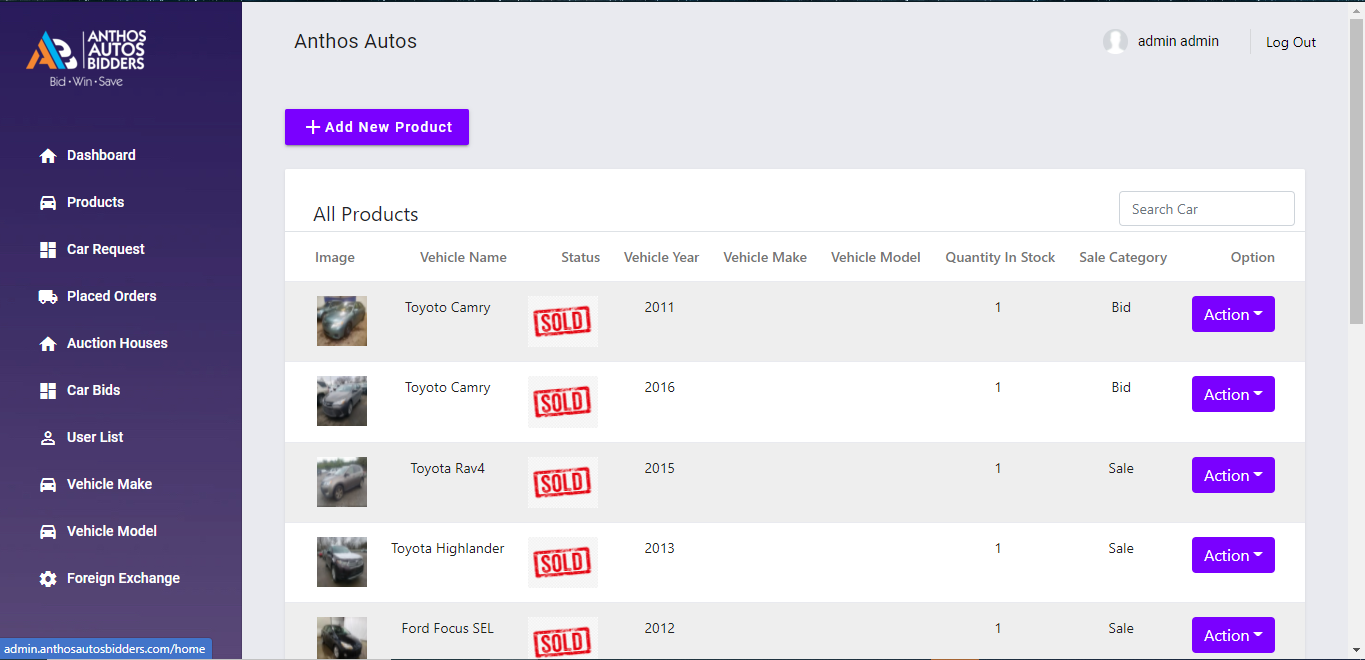 ANTHOS
AUTOS
BIDDERS
Bid • Win • Save
Anthos Autos
admin admin
Log Out
Dashboard
Products
Car Request
Placed Orders
Auction Houses
Car Bids
User List
Vehicle Make
Vehicle Model
Foreign Exchange
Add New Product
All Products
Search Car
Image Vehicle Name Status Vehicle Year Vehicle Make Vehicle Model Quantity In Stock Sale Category Option
Toyoto Camry SOLD 2011 1 Bid Action
Toyoto Camry SOLD 2016 1 Bid Action
Toyota Rav4 SOLD 2015 1 Sale Action
Toyota Highlander SOLD 2013 1 Sale Action
Ford Focus SEL SOLD 2012 1 Sale Action
admin.anthosautosbidders.com/home